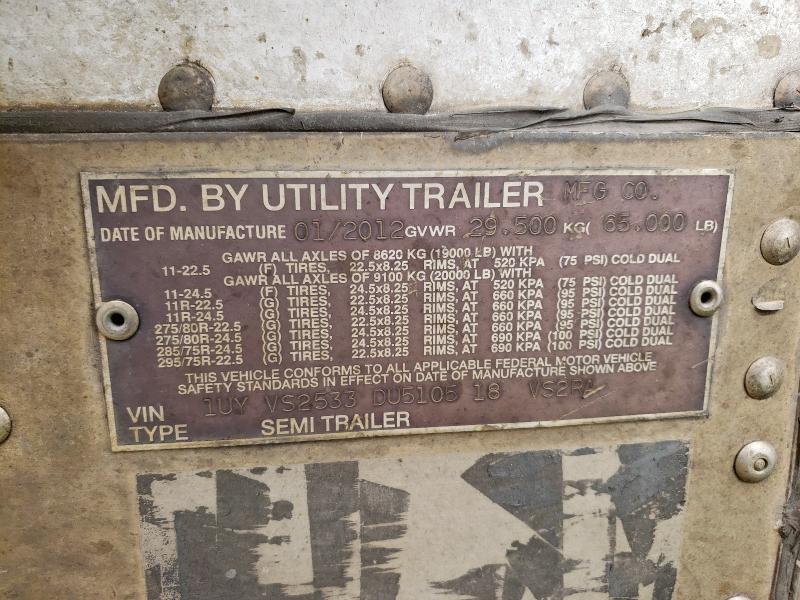 MFD. BY UTILITY TRAILER MFG CO.
DATE OF MANUFACTURE 01/2012 GVWR 29.500 KG( 65.000 LB)
GAWR ALL AXLES OF 8620 KG (19000 LB) WITH
11-22.5 (F) TIRES, 22.5x8.25 RIMS, AT 520 KPA (75 PSI) COLD DUAL
GAWR ALL AXLES OF 9100 KG (20000 LB) WITH
11-24.5 (F) TIRES, 24.5x8.25 RIMS, AT 520 KPA (75 PSI) COLD DUAL
11R-22.5 (G) TIRES, 22.5x8.25 RIMS, AT 660 KPA (95 PSI) COLD DUAL
11R-24.5 (G) TIRES, 24.5x8.25 RIMS, AT 660 KPA (95 PSI) COLD DUAL
275/80R-22.5 (G) TIRES, 22.5x8.25 RIMS, AT 660 KPA (95 PSI) COLD DUAL
275/80R-24.5 (G) TIRES, 24.5x8.25 RIMS, AT 660 KPA (95 PSI) COLD DUAL
285/75R-24.5 (G) TIRES, 24.5x8.25 RIMS, AT 690 KPA (100 PSI) COLD DUAL
295/75R-22.5 (G) TIRES, 22.5x8.25 RIMS, AT 690 KPA (100 PSI) COLD DUAL
THIS VEHICLE CONFORMS TO ALL APPLICABLE FEDERAL MOTOR VEHICLE
SAFETY STANDARDS IN EFFECT ON DATE OF MANUFACTURE SHOWN ABOVE
VIN 1UY VS2533 DU5105 18 VS2RA
TYPE SEMI TRAILER